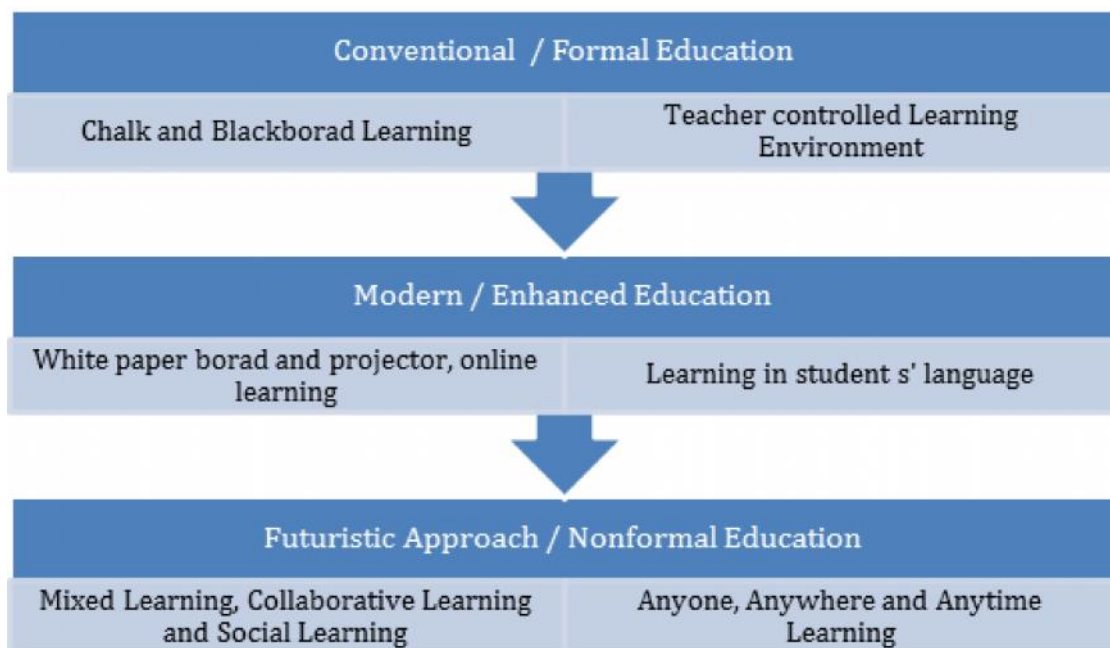 Conventional / Formal Education
Chalk and Blackborad Learning
Teacher controlled Learning
Environment
Modern / Enhanced Education
White paper borad and projector, online
learning
Learning in student s' language
Futuristic Approach / Nonformal Education
Mixed Learning, Collaborative Learning
and Social Learning
Anyone, Anywhere and Anytime
Learning